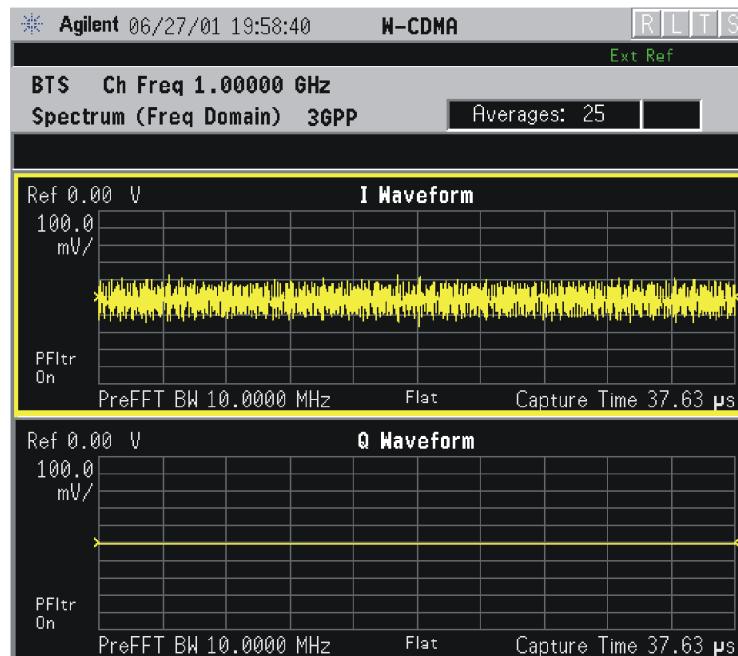 Agilent 06/27/01 19:58:40 W-CDMA R L T S
Ext Ref
BTS Ch Freq 1.00000 GHz
Spectrum (Freq Domain) 3GPP Averages: 25
Ref 0.00 V I Waveform
100.0
mV/
PFltr
On
PreFFT BW 10.0000 MHz Flat Capture Time 37.63 µs
Ref 0.00 V Q Waveform
100.0
mV/
PFltr
On
PreFFT BW 10.0000 MHz Flat Capture Time 37.63 µs